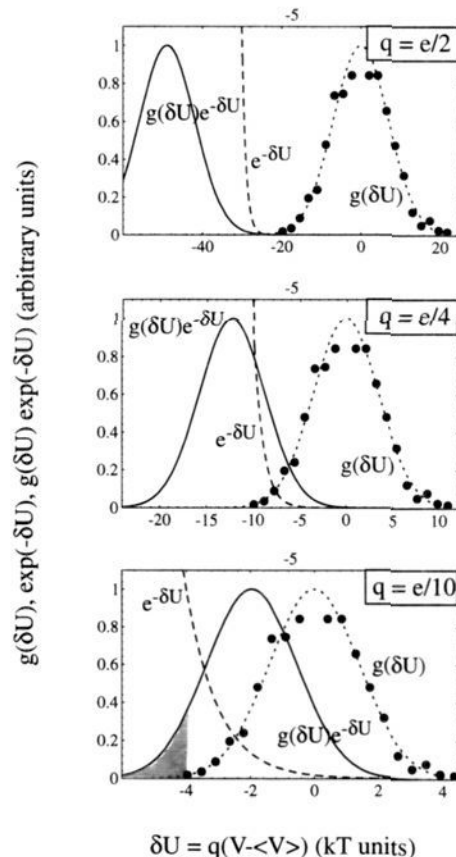 g(δU), exp(-δU), g(δU) exp(-δU) (arbitrary units)
-5
q = e/2
1
0.8
0.6
0.4
0.2
0
g(δU)e^-δU
e^-δU
g(δU)
-40 -20 0 20
-5
q = e/4
1
0.8
0.6
0.4
0.2
0
g(δU)e^-δU
e^-δU
g(δU)
-20 -15 -10 -5 0 5 10
-5
q = e/10
1
0.8
0.6
0.4
0.2
0
e^-δU
g(δU)
g(δU)e^-δU
-4 -2 0 2 4
δU = q(V-<V>) (kT units)